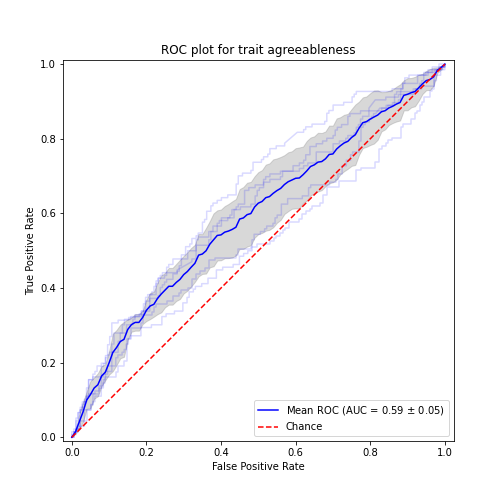 ROC plot for trait agreeableness
1.0
0.8
0.6
0.4
0.2
0.0
True Positive Rate
Mean ROC (AUC = 0.59 ± 0.05)
Chance
0.0 0.2 0.4 0.6 0.8 1.0
False Positive Rate